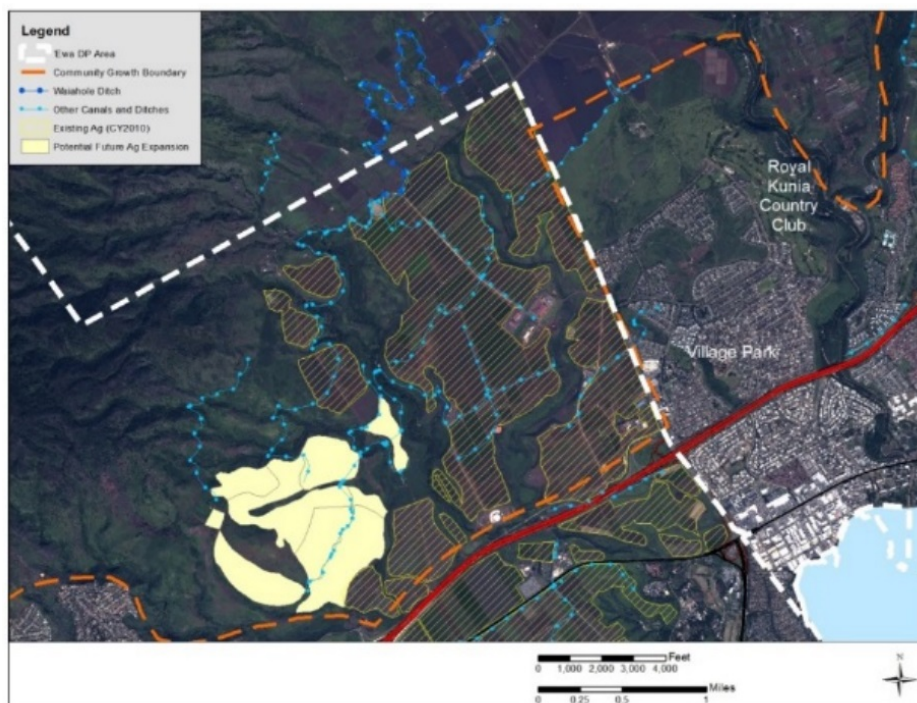 Legend
'Ewa DP Area
Community Growth Boundary
Waiahole Ditch
Other Canals and Ditches
Existing Ag (CY2010)
Potential Future Ag Expansion
Royal
Kunia
Country
Club
Village Park
N
Feet
0 1,000 2,000 3,000 4,000
Miles
0 0.25 0.5 1